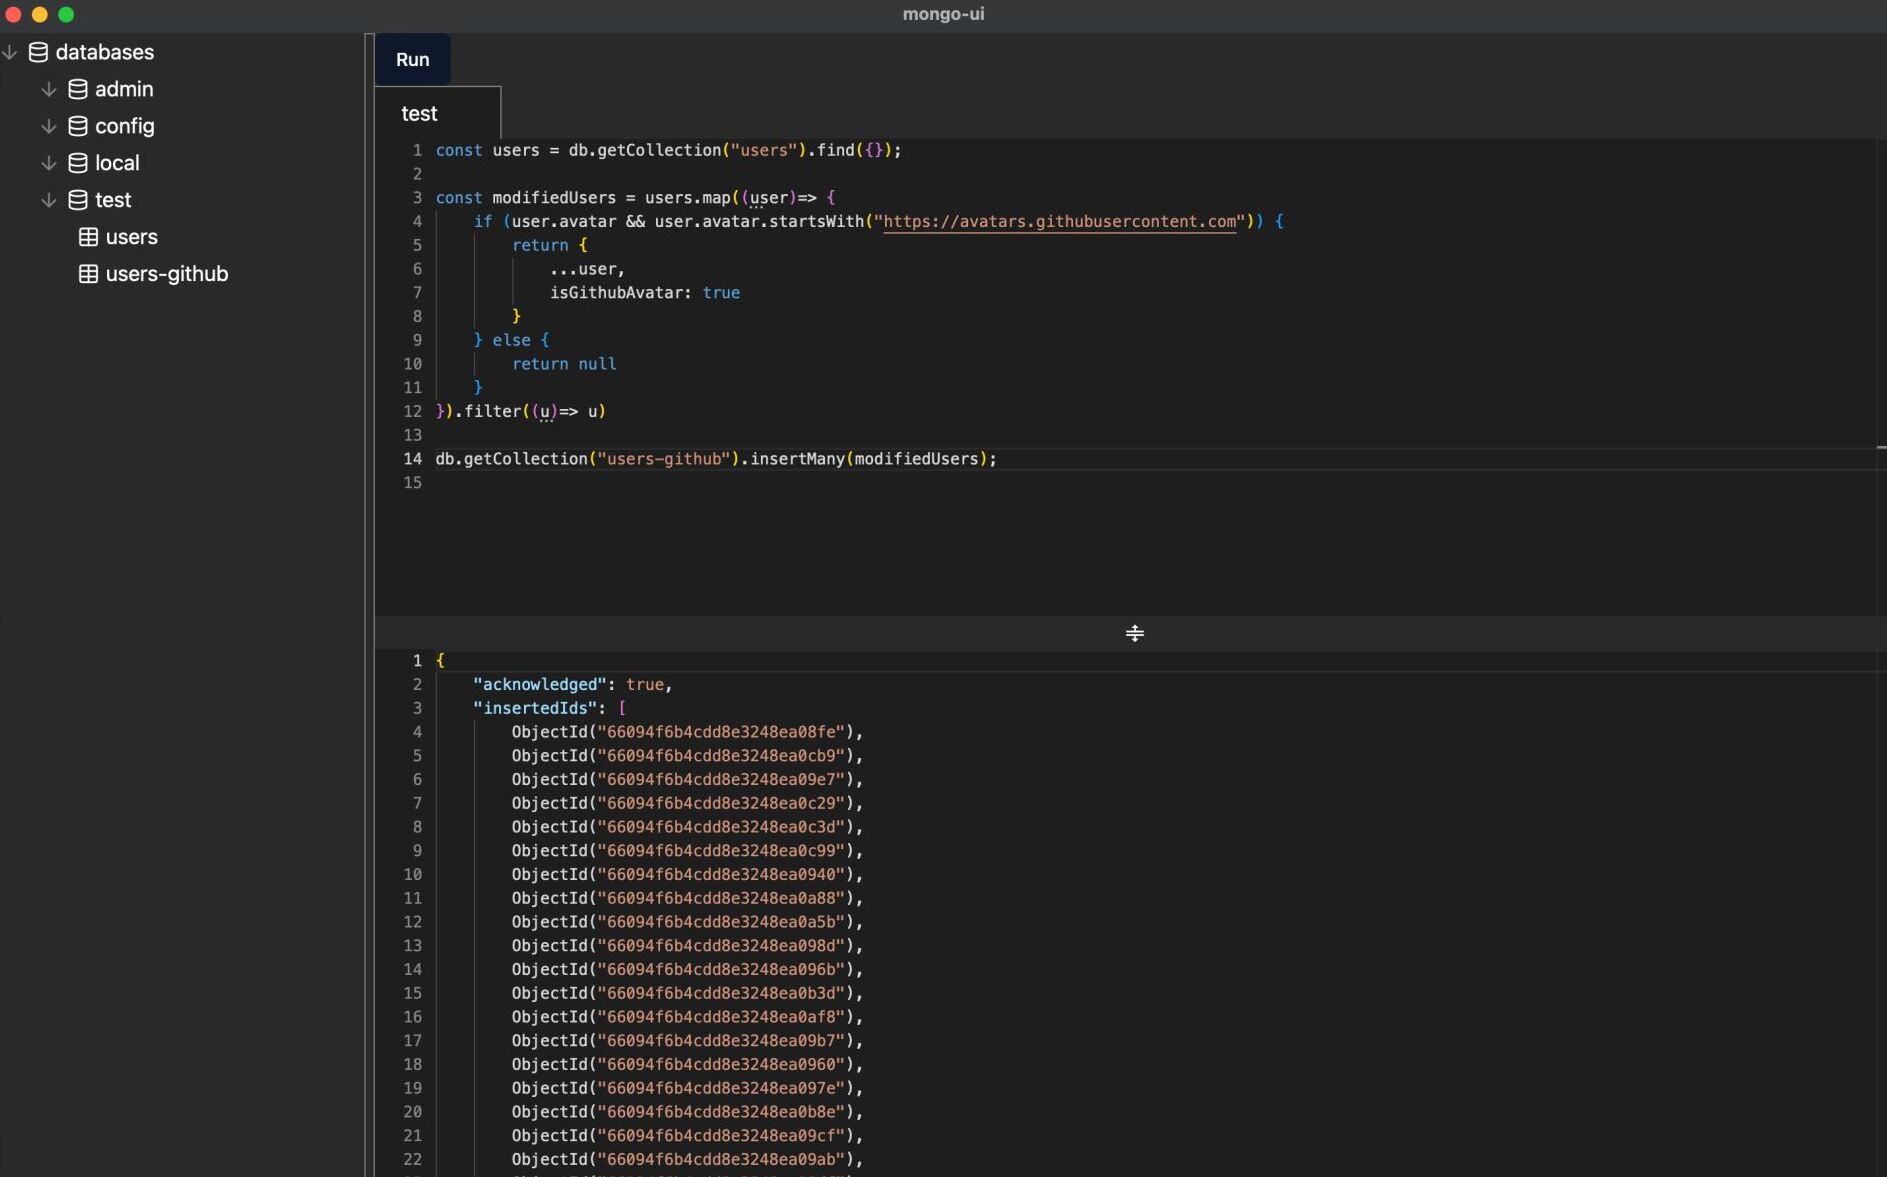 mongo-ui
databases
admin
config
local
test
users
users-github
Run
test
1 const users = db.getCollection("users").find({});
2
3 const modifiedUsers = users.map((user)=> {
4 if (user.avatar && user.avatar.startsWith("https://avatars.githubusercontent.com")) {
5 return {
6 ...user,
7 isGithubAvatar: true
8 }
9 } else {
10 return null
11 }
12 }).filter((u)=> u)
13
14 db.getCollection("users-github").insertMany(modifiedUsers);
15
1 {
2 "acknowledged": true,
3 "insertedIds": [
4 ObjectId("66094f6b4cdd8e3248ea08fe"),
5 ObjectId("66094f6b4cdd8e3248ea0cb9"),
6 ObjectId("66094f6b4cdd8e3248ea09e7"),
7 ObjectId("66094f6b4cdd8e3248ea0c29"),
8 ObjectId("66094f6b4cdd8e3248ea0c3d"),
9 ObjectId("66094f6b4cdd8e3248ea0c99"),
10 ObjectId("66094f6b4cdd8e3248ea0940"),
11 ObjectId("66094f6b4cdd8e3248ea0a88"),
12 ObjectId("66094f6b4cdd8e3248ea0a5b"),
13 ObjectId("66094f6b4cdd8e3248ea098d"),
14 ObjectId("66094f6b4cdd8e3248ea096b"),
15 ObjectId("66094f6b4cdd8e3248ea0b3d"),
16 ObjectId("66094f6b4cdd8e3248ea0af8"),
17 ObjectId("66094f6b4cdd8e3248ea09b7"),
18 ObjectId("66094f6b4cdd8e3248ea0960"),
19 ObjectId("66094f6b4cdd8e3248ea097e"),
20 ObjectId("66094f6b4cdd8e3248ea0b8e"),
21 ObjectId("66094f6b4cdd8e3248ea09cf"),
22 ObjectId("66094f6b4cdd8e3248ea09ab"),